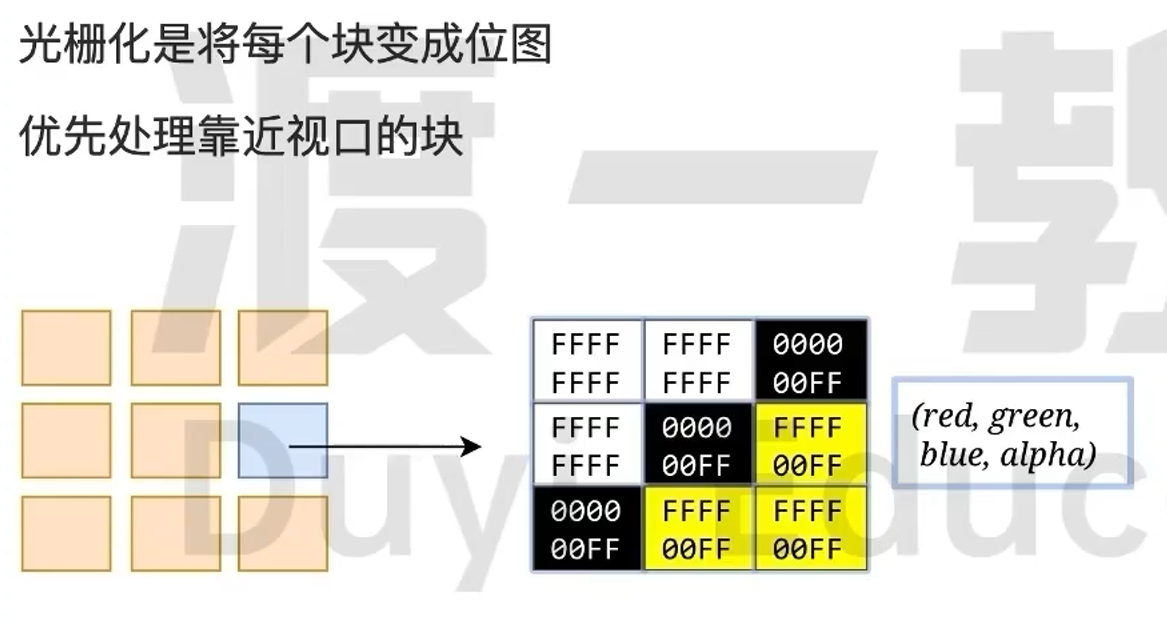 光栅化是将每个块变成位图
优先处理靠近视口的块
渡一教
FFFF FFFF 0000
FFFF FFFF 00FF
FFFF 0000 FFFF
FFFF 00FF 00FF
0000 FFFF FFFF
00FF 00FF 00FF
(red, green,
blue, alpha)
Duyi Educ